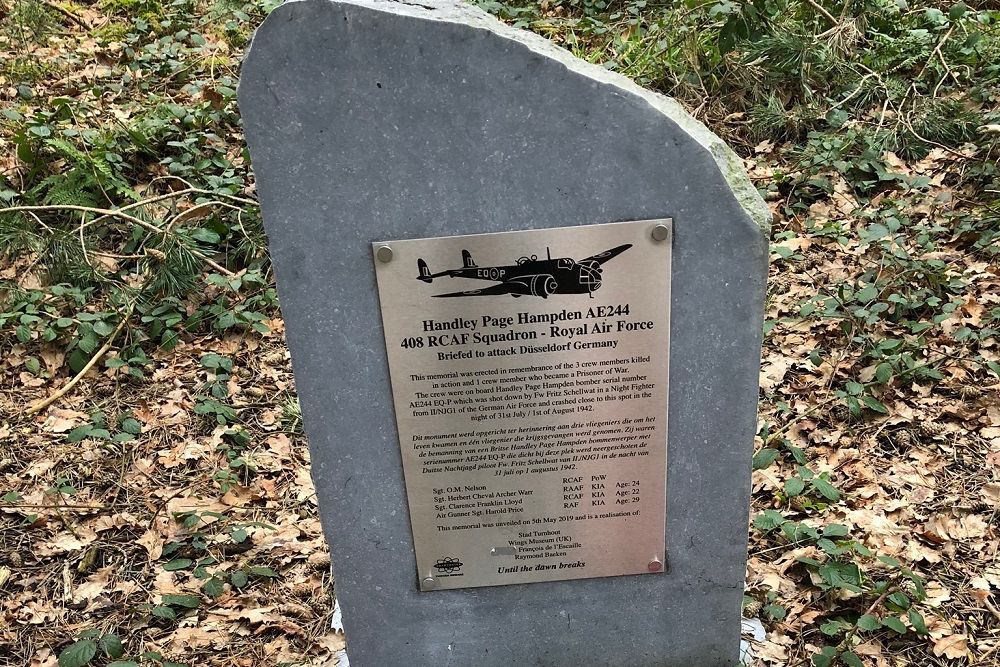 EQ P
Handley Page Hampden AE244
408 RCAF Squadron - Royal Air Force
Briefed to attack Düsseldorf Germany
This memorial was erected in remembrance of the 3 crew members killed
in action and 1 crew member who became a Prisoner of War.
The crew were on board Handley Page Hampden bomber serial number
AE244 EQ-P which was shot down by Fw Fritz Schellwat in a Night Fighter
from II/NJG1 of the German Air Force and crashed close to this spot in the
night of 31st July / 1st of August 1942.
Dit monument werd opgericht ter herinnering aan drie vliegeniers die om het
leven kwamen en één vliegenier die krijgsgevangen werd genomen. Zij waren
de bemanning van een Britse Handley Page Hampden bommenwerper met
serienummer AE244 EQ-P die dicht bij deze plek werd neergeschoten de
Duitse Nachtjagd piloot Fw. Fritz Schellwat van II./NJG1 in de nacht van
31 juli op 1 augustus 1942.
Sgt. O.M. Nelson RCAF PoW
Sgt. Herbert Cheval Archer Warr RAAF KIA Age: 24
Sgt. Clarence Franklin Lloyd RCAF KIA Age: 22
Air Gunner Sgt. Harold Price RAF KIA Age: 29
This memorial was unveiled on 5th May 2019 and is a realisation of:
Stad Turnhout
Wings Museum (UK)
François de l'Escaille
Raymond Baeken
Until the dawn breaks